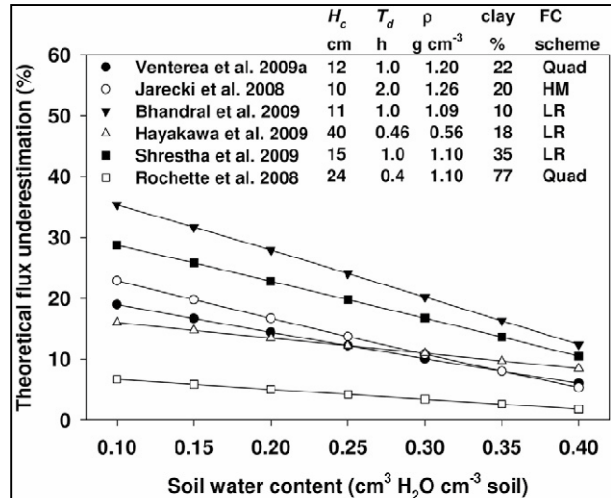 H_c T_d ρ clay FC
cm h g cm⁻³ % scheme
Venterea et al. 2009a 12 1.0 1.20 22 Quad
Jarecki et al. 2008 10 2.0 1.26 20 HM
Bhandral et al. 2009 11 1.0 1.09 10 LR
Hayakawa et al. 2009 40 0.46 0.56 18 LR
Shrestha et al. 2009 15 1.0 1.10 35 LR
Rochette et al. 2008 24 0.4 1.10 77 Quad
Theoretical flux underestimation (%)
60
50
40
30
20
10
0
0.10 0.15 0.20 0.25 0.30 0.35 0.40
Soil water content (cm³ H₂O cm⁻³ soil)